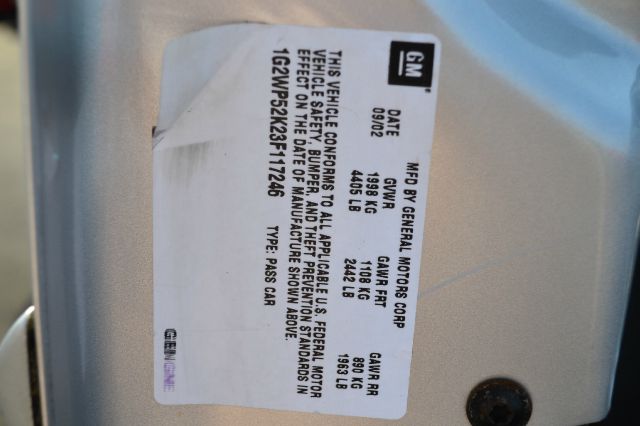 GM
MFD BY GENERAL MOTORS CORP
DATE GVWR GAWR FRT GAWR RR
09/02 1998 KG 1108 KG 890 KG
4405 LB 2442 LB 1963 LB
THIS VEHICLE CONFORMS TO ALL APPLICABLE U.S. FEDERAL MOTOR
VEHICLE SAFETY, BUMPER, AND THEFT PREVENTION STANDARDS IN
EFFECT ON THE DATE OF MANUFACTURE SHOWN ABOVE.
1G2WP52K23F117246 TYPE: PASS CAR